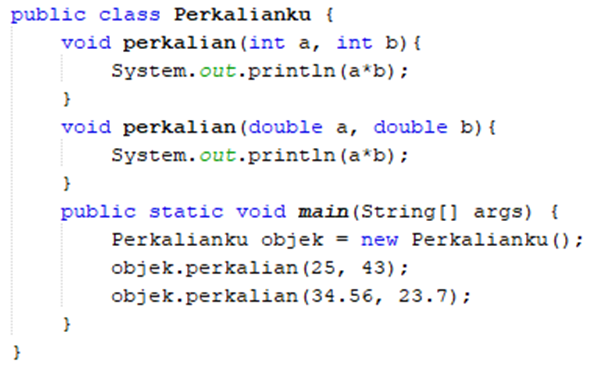 public class Perkalianku {
    void perkalian(int a, int b){
        System.out.println(a*b);
    }
    void perkalian(double a, double b){
        System.out.println(a*b);
    }
    public static void main(String[] args) {
        Perkalianku objek = new Perkalianku();
        objek.perkalian(25, 43);
        objek.perkalian(34.56, 23.7);
    }
}